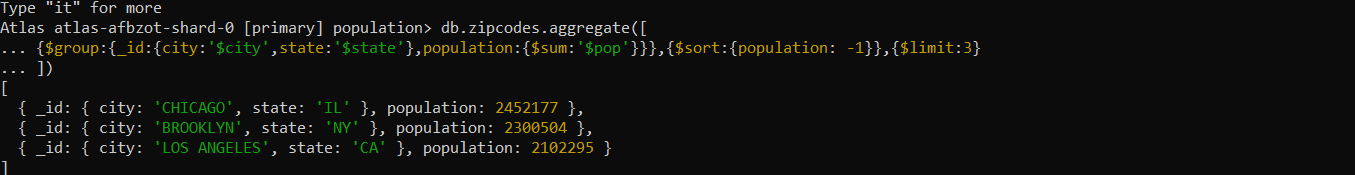 Type "it" for more
Atlas atlas-afbzot-shard-0 [primary] population> db.zipcodes.aggregate([
... {$group:{_id:{city:'$city',state:'$state'},population:{$sum:'$pop'}}},{$sort:{population: -1}},{$limit:3}
... ])
[
  { _id: { city: 'CHICAGO', state: 'IL' }, population: 2452177 },
  { _id: { city: 'BROOKLYN', state: 'NY' }, population: 2300504 },
  { _id: { city: 'LOS ANGELES', state: 'CA' }, population: 2102295 }
]